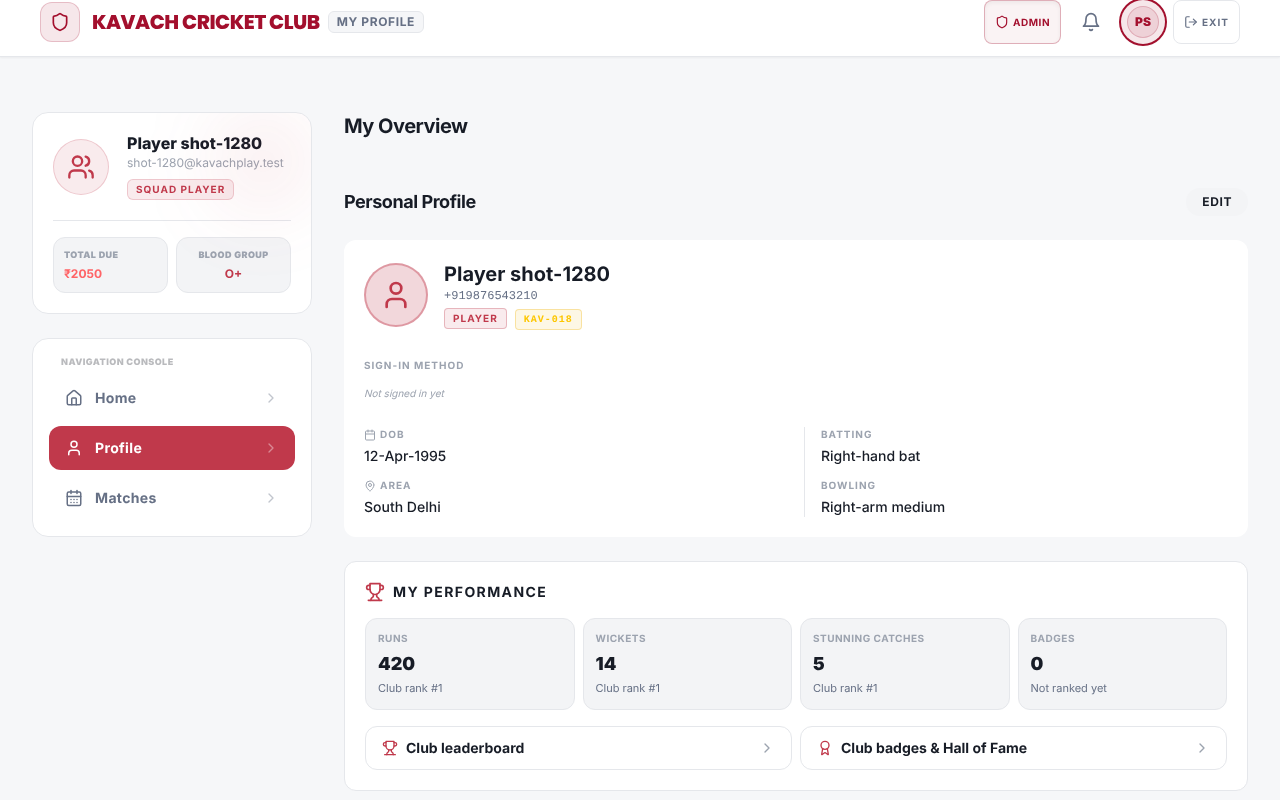 KAVACH CRICKET CLUB MY PROFILE
ADMIN PS EXIT
Player shot-1280
shot-1280@kavachplay.test
SQUAD PLAYER
TOTAL DUE
₹2050
BLOOD GROUP
O+
NAVIGATION CONSOLE
Home
Profile
Matches
My Overview
Personal Profile EDIT
Player shot-1280
+919876543210
PLAYER KAV-018
SIGN-IN METHOD
Not signed in yet
DOB
12-Apr-1995
AREA
South Delhi
BATTING
Right-hand bat
BOWLING
Right-arm medium
MY PERFORMANCE
RUNS
420
Club rank #1
WICKETS
14
Club rank #1
STUNNING CATCHES
5
Club rank #1
BADGES
0
Not ranked yet
Club leaderboard
Club badges & Hall of Fame